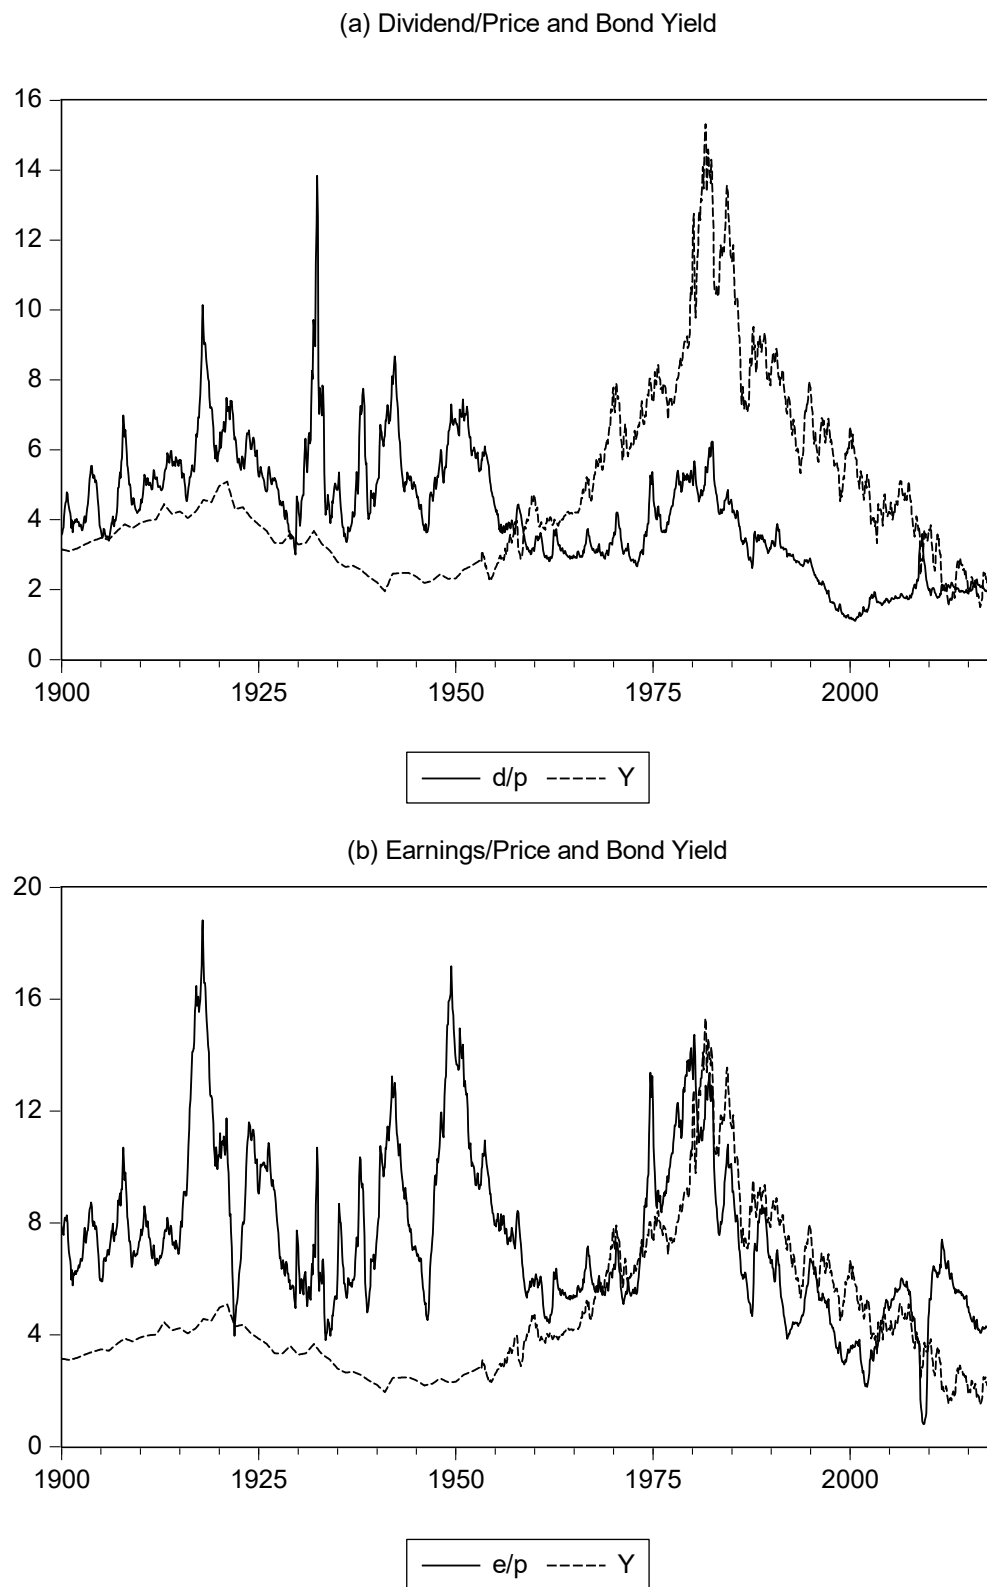 (a) Dividend/Price and Bond Yield
16
14
12
10
8
6
4
2
0
1900 1925 1950 1975 2000
d/p Y
(b) Earnings/Price and Bond Yield
20
16
12
8
4
0
1900 1925 1950 1975 2000
e/p Y